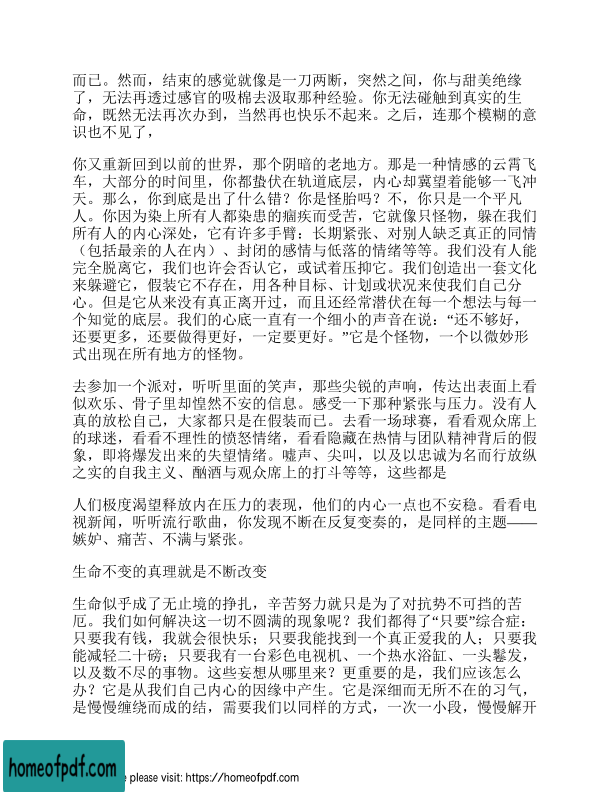 而已。然而，结束的感觉就像是一刀两断，突然之间，你与甜美绝缘
了，无法再透过感官的吸棉去汲取那种经验。你无法碰触到真实的生
命，既然无法再次办到，当然再也快乐不起来。之后，连那个模糊的意
识也不见了，
你又重新回到以前的世界，那个阴暗的老地方。那是一种情感的云霄飞
车，大部分的时间里，你都蛰伏在轨道底层，内心却冀望着能够一飞冲
天。那么，你到底是出了什么错？你是怪胎吗？不，你只是一个平凡
人。你因为染上所有人都染患的痼疾而受苦，它就像只怪物，躲在我们
所有人的内心深处，它有许多手臂：长期紧张、对别人缺乏真正的同情
（包括最亲的人在内）、封闭的感情与低落的情绪等等。我们没有人能
完全脱离它，我们也许会否认它，或试着压抑它。我们创造出一套文化
来躲避它，假装它不存在，用各种目标、计划或状况来使我们自己分
心。但是它从来没有真正离开过，而且还经常潜伏在每一个想法与每一
个知觉的底层。我们的心底一直有一个细小的声音在说：“还不够好，
还要更多，还要做得更好，一定要更好。”它是个怪物，一个以微妙形
式出现在所有地方的怪物。
去参加一个派对，听听里面的笑声，那些尖锐的声响，传达出表面上看
似欢乐、骨子里却惶然不安的信息。感受一下那种紧张与压力。没有人
真的放松自己，大家都只是在假装而已。去看一场球赛，看看观众席上
的球迷，看看不理性的愤怒情绪，看看隐藏在热情与团队精神背后的假
象，即将爆发出来的失望情绪。嘘声、尖叫，以及以忠诚为名而行放纵
之实的自我主义、酗酒与观众席上的打斗等等，这些都是
人们极度渴望释放内在压力的表现，他们的内心一点也不安稳。看看电
视新闻，听听流行歌曲，你发现不断在反复变奏的，是同样的主题——
嫉妒、痛苦、不满与紧张。
生命不变的真理就是不断改变
生命似乎成了无止境的挣扎，辛苦努力就只是为了对抗势不可挡的苦
厄。我们如何解决这一切不圆满的现象呢？我们都得了“只要”综合症：
只要我有钱，我就会很快乐；只要我能找到一个真正爱我的人；只要我
能减轻二十磅；只要我有一台彩色电视机、一个热水浴缸、一头鬈发，
以及数不尽的事物。这些妄想从哪里来？更重要的是，我们应该怎么
办？它是从我们自己内心的因缘中产生。它是深细而无所不在的习气，
是慢慢缠绕而成的结，需要我们以同样的方式，一次一小段，慢慢解开
homeofpdf.com
e please visit: https://homeofpdf.com